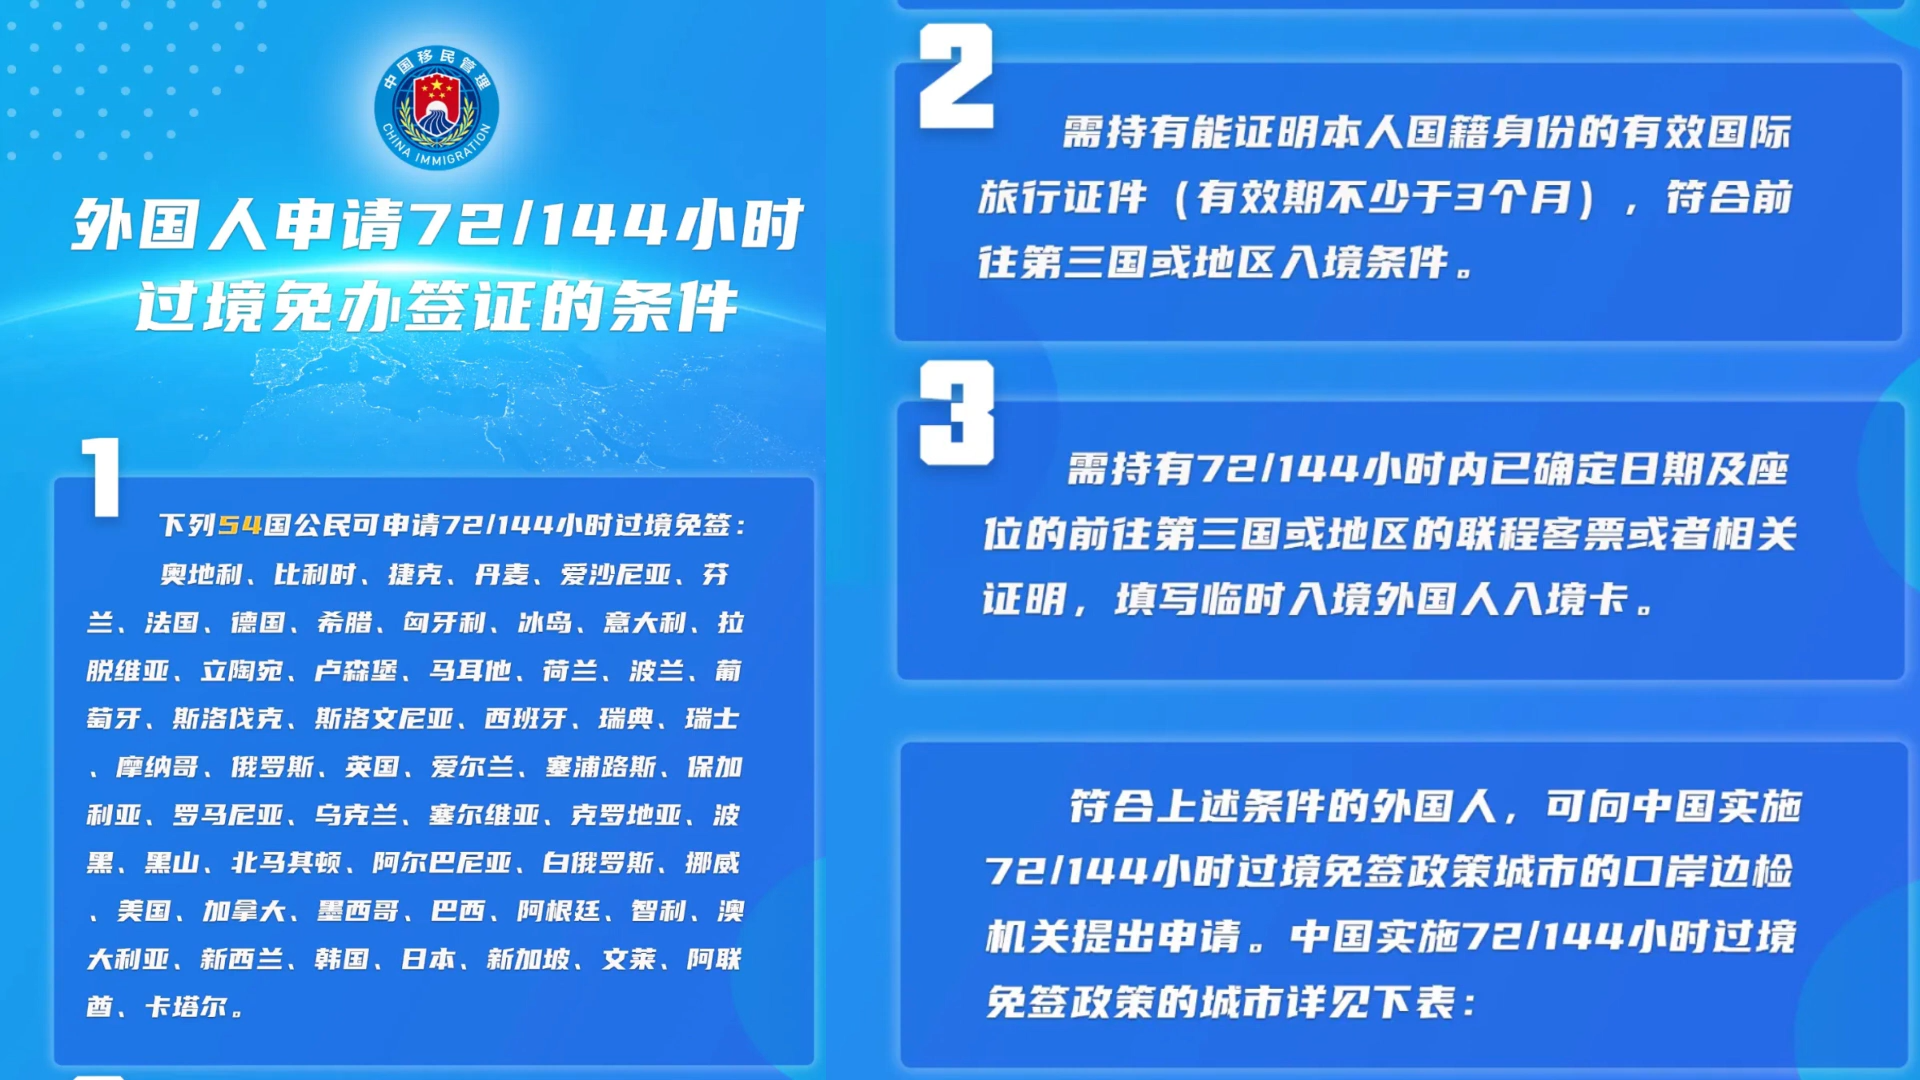 中国移民管理
CHINA IMMIGRATION
外国人申请72/144小时
过境免办签证的条件
1
下列54国公民可申请72/144小时过境免签：
奥地利、比利时、捷克、丹麦、爱沙尼亚、芬
兰、法国、德国、希腊、匈牙利、冰岛、意大利、拉
脱维亚、立陶宛、卢森堡、马耳他、荷兰、波兰、葡
萄牙、斯洛伐克、斯洛文尼亚、西班牙、瑞典、瑞士
、摩纳哥、俄罗斯、英国、爱尔兰、塞浦路斯、保加
利亚、罗马尼亚、乌克兰、塞尔维亚、克罗地亚、波
黑、黑山、北马其顿、阿尔巴尼亚、白俄罗斯、挪威
、美国、加拿大、墨西哥、巴西、阿根廷、智利、澳
大利亚、新西兰、韩国、日本、新加坡、文莱、阿联
酋、卡塔尔。
2
需持有能证明本人国籍身份的有效国际
旅行证件（有效期不少于3个月），符合前
往第三国或地区入境条件。
3
需持有72/144小时内已确定日期及座
位的前往第三国或地区的联程客票或者相关
证明，填写临时入境外国人入境卡。
符合上述条件的外国人，可向中国实施
72/144小时过境免签政策城市的口岸边检
机关提出申请。中国实施72/144小时过境
免签政策的城市详见下表：